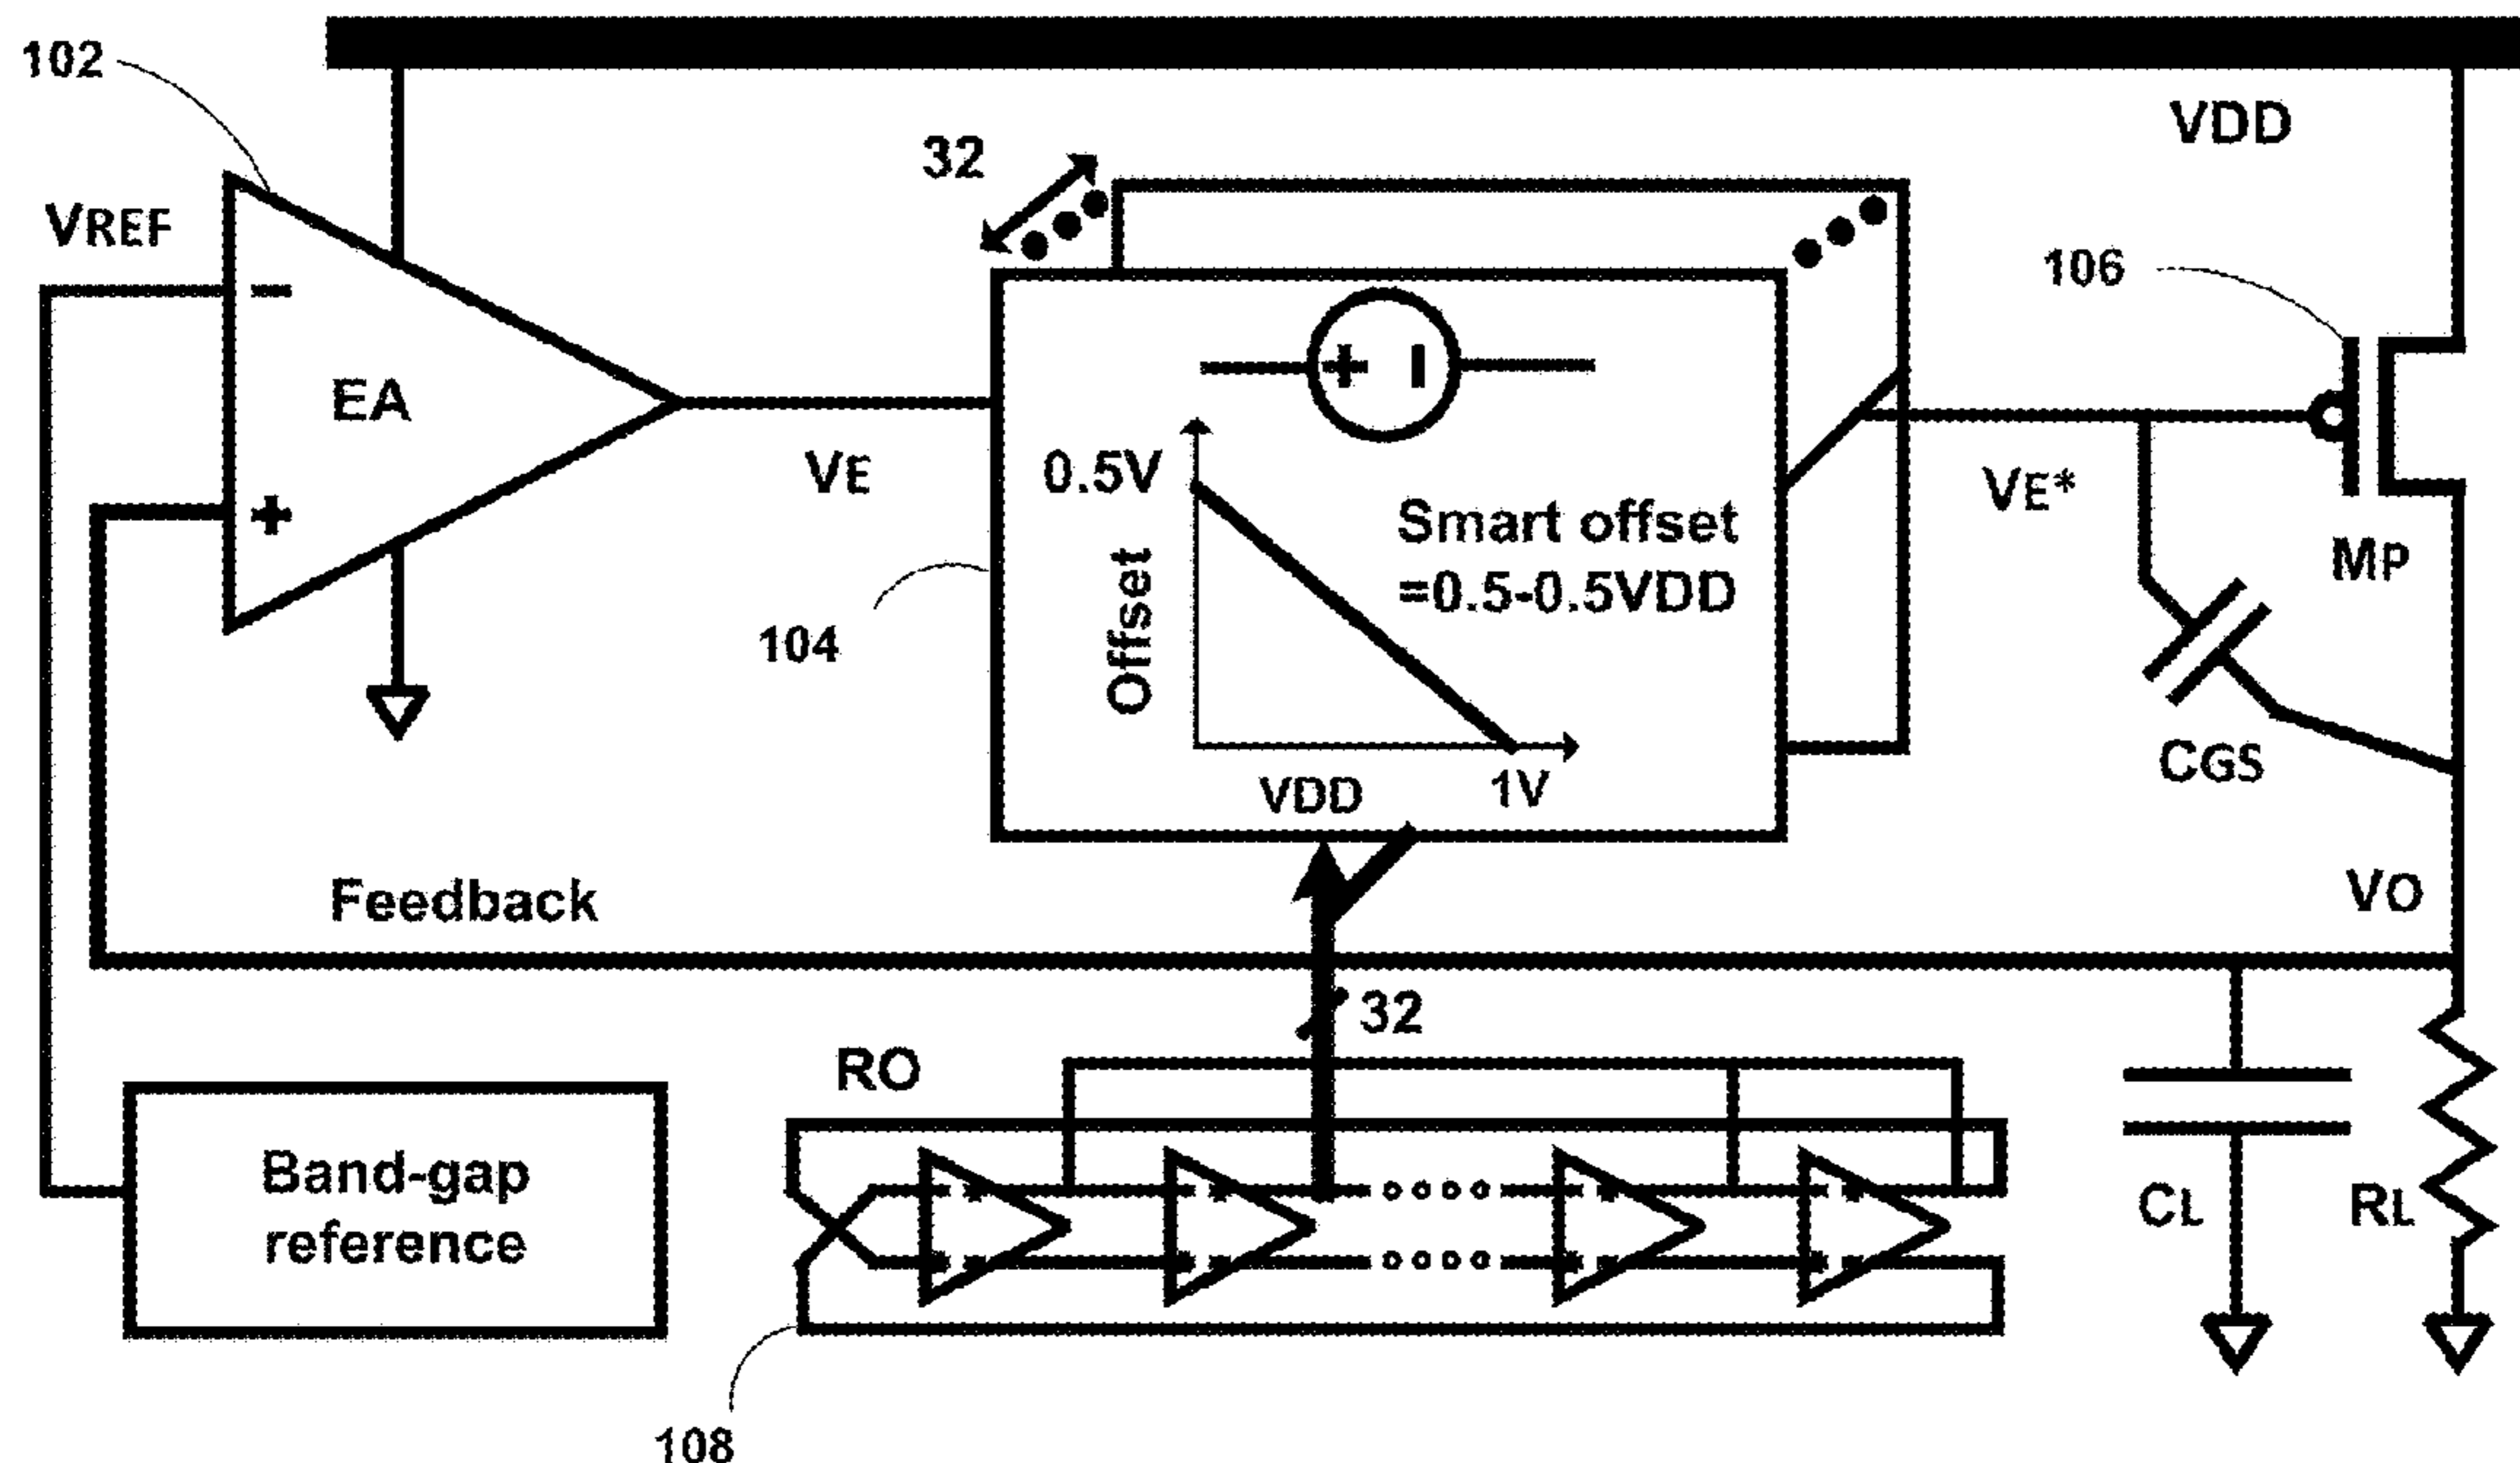 102
VREF
−
EA
+
VE
32
+ −
0.5V
Offset
Smart offset
=0.5-0.5VDD
VDD
1V
104
VDD
106
VE*
MP
CGS
VO
Feedback
32
RO
Band-gap
reference
CL
RL
108